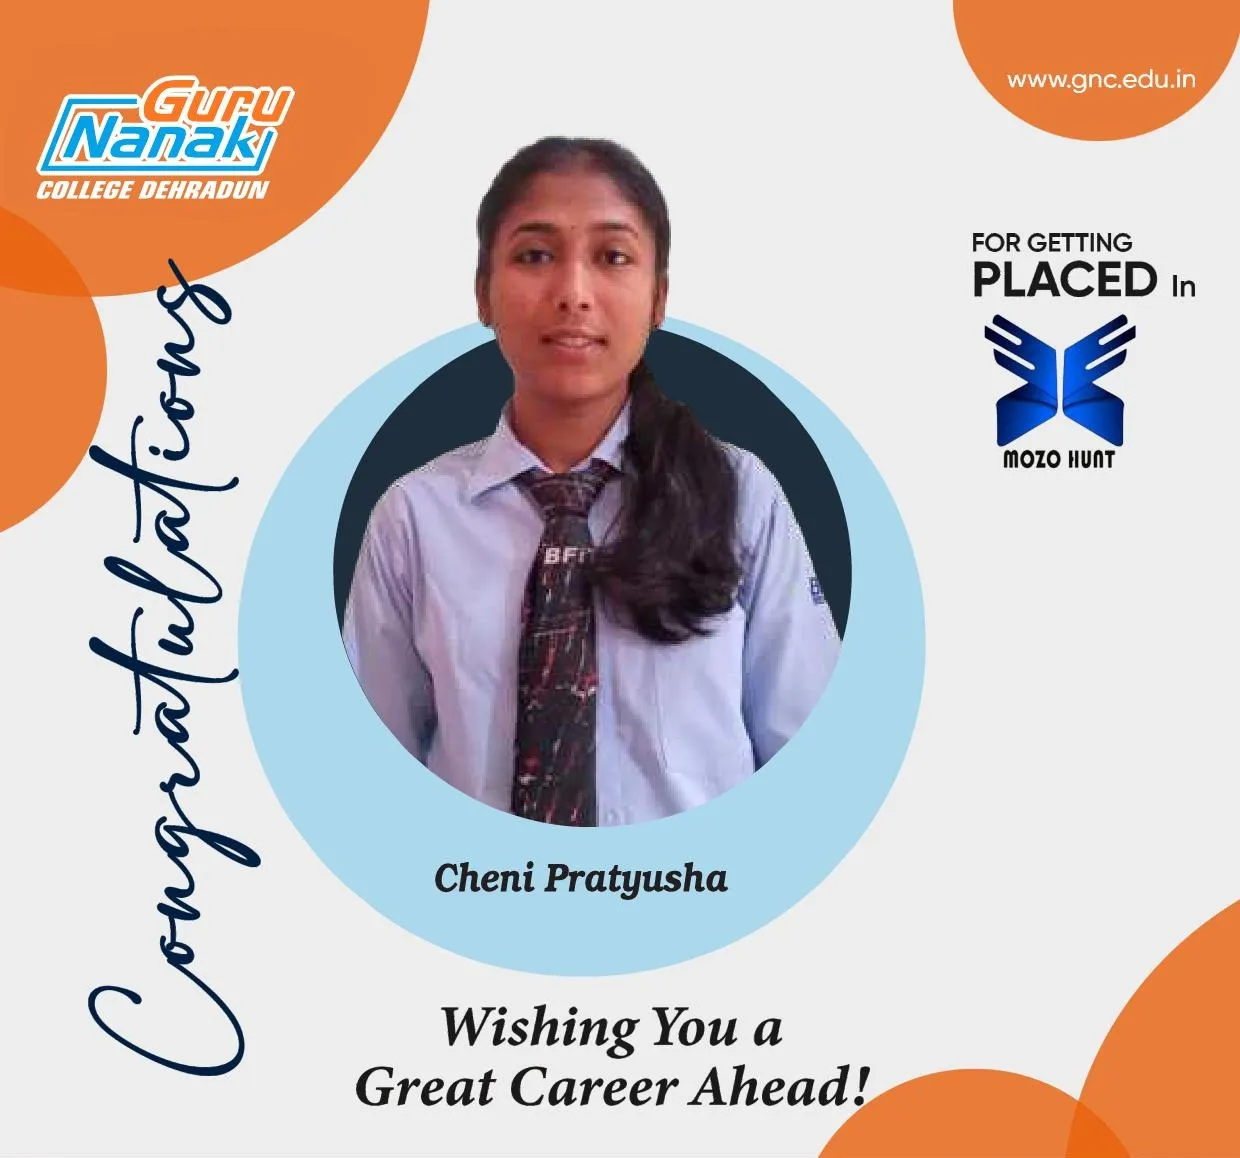 Guru
Nanak
COLLEGE DEHRADUN
www.gnc.edu.in
FOR GETTING
PLACED In
MOZO HUNT
Congratulations
BFIT
Cheni Pratyusha
Wishing You a
Great Career Ahead!